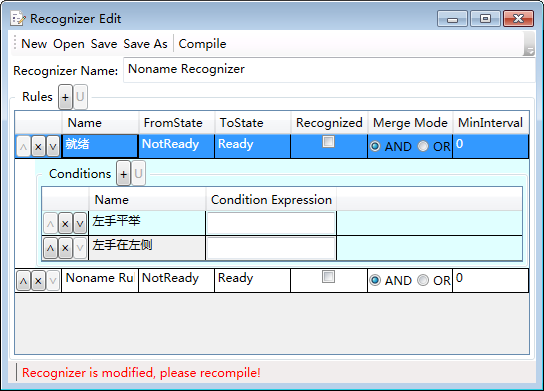 Recognizer Edit
New Open Save Save As Compile
Recognizer Name: Noname Recognizer
Rules + U
Name FromState ToState Recognized Merge Mode MinInterval
∧ × ∨ 就绪 NotReady Ready AND OR 0
Conditions + U
Name Condition Expression
∧ × ∨ 左手平举
∧ × ∨ 左手在左侧
∧ × ∨ Noname Ru NotReady Ready AND OR 0
Recognizer is modified, please recompile!